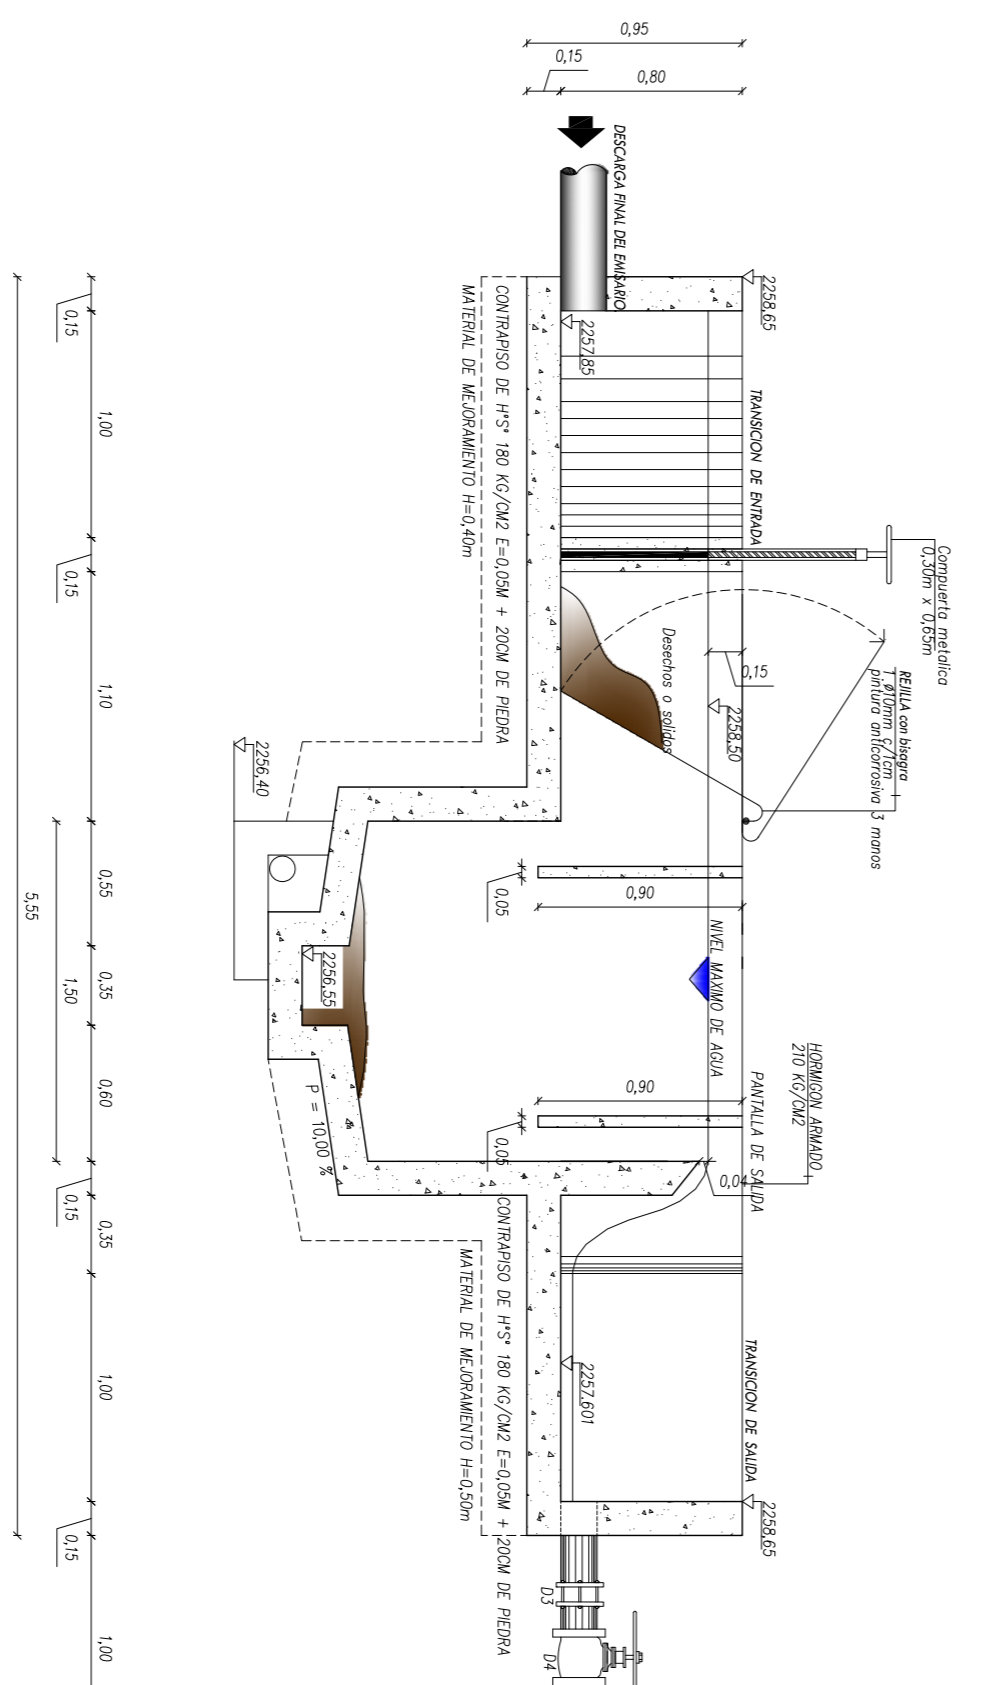 0,95
0,15
0,80
DESCARGA FINAL DEL EMISARIO
2258,65
2257,85
TRANSICION DE ENTRADA
Compuerta metalica
0,30m x 0,65m
REJILLA con bisagra
1 ø10mm c/1cm
pintura anticorrosiva 3 manos
Desechos o solidos
0,15
2258,50
CONTRAPISO DE HºSº 180 KG/CM2 E=0,05M + 20CM DE PIEDRA
MATERIAL DE MEJORAMIENTO H=0,40m
2256,40
0,05
0,90
NIVEL MAXIMO DE AGUA
2256,55
HORMIGON ARMADO
210 KG/CM2
PANTALLA DE SALIDA
0,90
0,05
0,04
P = 10,00 %
CONTRAPISO DE HºSº 180 KG/CM2 E=0,05M + 20CM DE PIEDRA
MATERIAL DE MEJORAMIENTO H=0,50m
2257.601
TRANSICION DE SALIDA
2258,65
D3
D4
0,15
1,00
0,15
1,10
0,55
0,35
0,60
0,15
0,35
1,00
0,15
1,00
1,50
5,55